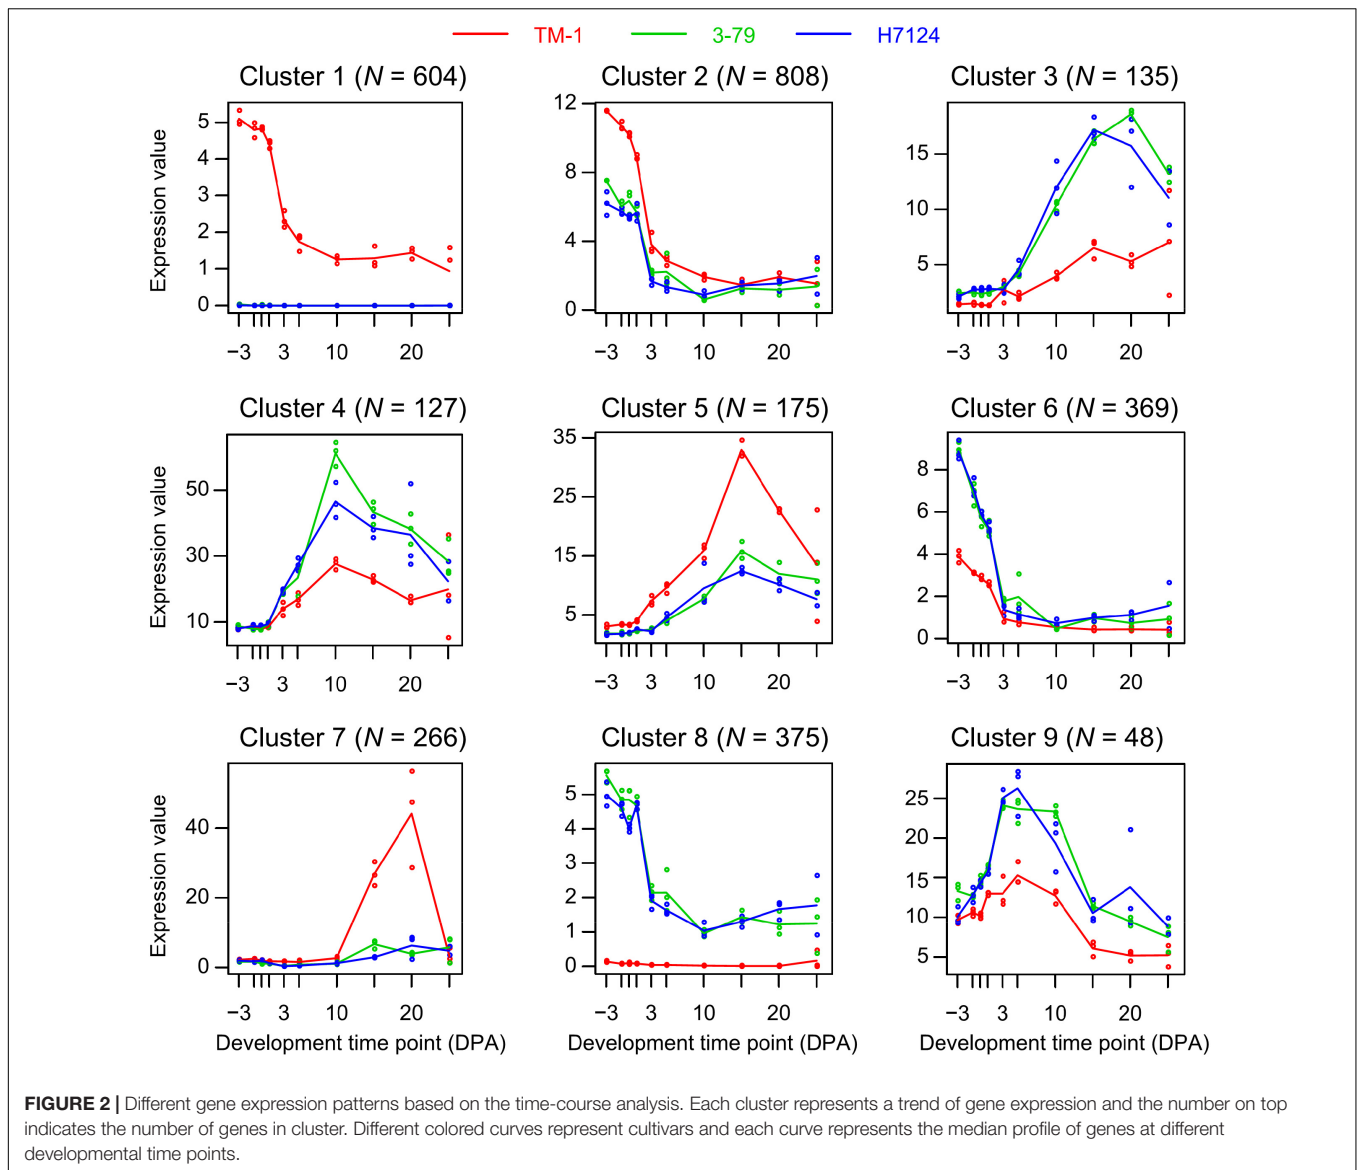 TM-1 3-79 H7124
Cluster 1 (N = 604) Cluster 2 (N = 808) Cluster 3 (N = 135)
Expression value
5
4
3
2
1
0
−3 3 10 20
12
8
4
0
−3 3 10 20
15
10
5
−3 3 10 20
Cluster 4 (N = 127) Cluster 5 (N = 175) Cluster 6 (N = 369)
Expression value
50
30
10
−3 3 10 20
35
25
15
5
−3 3 10 20
8
6
4
2
0
−3 3 10 20
Cluster 7 (N = 266) Cluster 8 (N = 375) Cluster 9 (N = 48)
Expression value
40
20
0
−3 3 10 20
5
4
3
2
1
0
−3 3 10 20
25
20
15
10
5
−3 3 10 20
Development time point (DPA) Development time point (DPA) Development time point (DPA)
FIGURE 2 | Different gene expression patterns based on the time-course analysis. Each cluster represents a trend of gene expression and the number on top
indicates the number of genes in cluster. Different colored curves represent cultivars and each curve represents the median profile of genes at different
developmental time points.